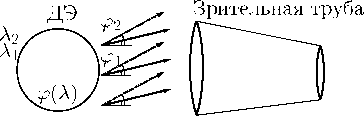 ДЭ
Зрительная труба
λ₂
λ₁
φ₂
φ₁
φ(λ)